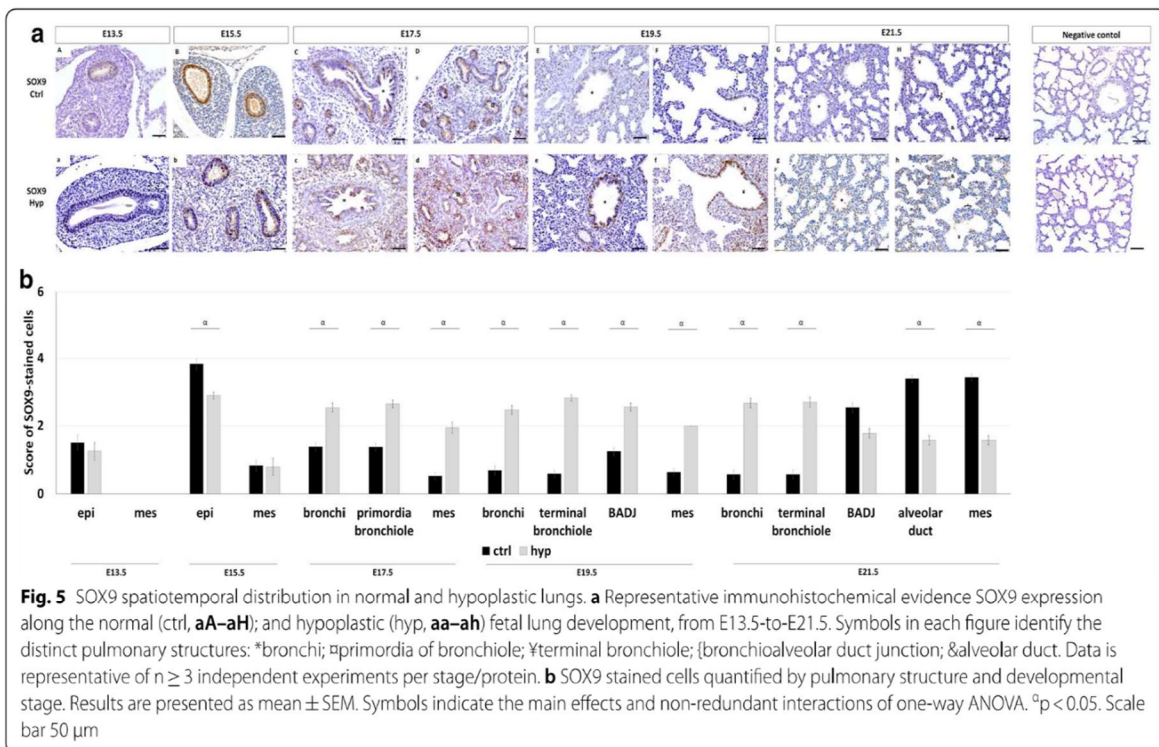 a
E13.5 E15.5 E17.5 E19.5 E21.5 Negative contol
SOX9
Ctrl
A B C D E F G H
SOX9
Hyp
a b c d e f g h
b
Score of SOX9-stained cells
6
4
2
0
α α α α α α α α α α α α
epi mes epi mes bronchi primordia bronchiole mes bronchi terminal bronchiole BADJ mes bronchi terminal bronchiole BADJ alveolar duct mes
ctrl hyp
E13.5 E15.5 E17.5 E19.5 E21.5
Fig. 5 SOX9 spatiotemporal distribution in normal and hypoplastic lungs. a Representative immunohistochemical evidence SOX9 expression
along the normal (ctrl, aA–aH); and hypoplastic (hyp, aa–ah) fetal lung development, from E13.5-to-E21.5. Symbols in each figure identify the
distinct pulmonary structures: *bronchi; ¤primordia of bronchiole; ¥terminal bronchiole; {bronchioalveolar duct junction; &alveolar duct. Data is
representative of n ≥ 3 independent experiments per stage/protein. b SOX9 stained cells quantified by pulmonary structure and developmental
stage. Results are presented as mean ± SEM. Symbols indicate the main effects and non-redundant interactions of one-way ANOVA. αp < 0.05. Scale
bar 50 μm